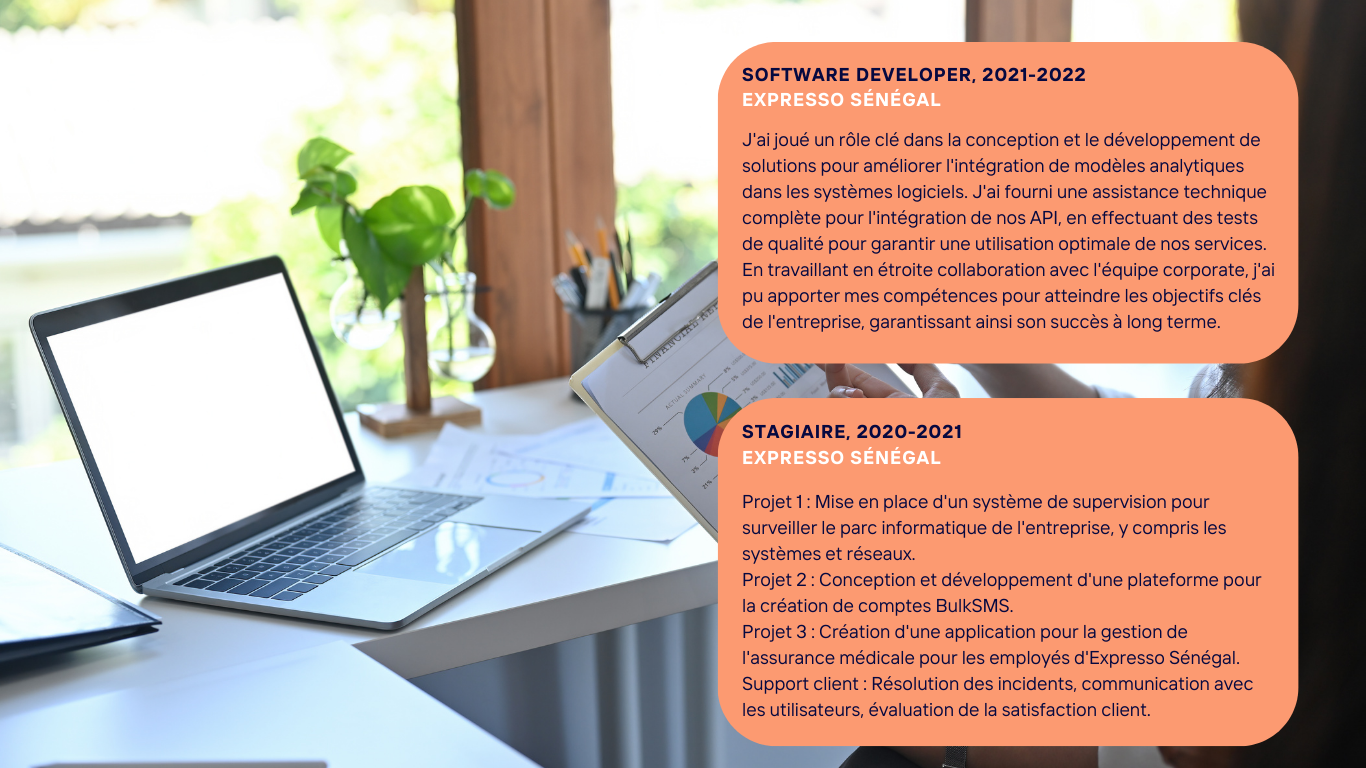 SOFTWARE DEVELOPER, 2021-2022
EXPRESSO SÉNÉGAL
J'ai joué un rôle clé dans la conception et le développement de
solutions pour améliorer l'intégration de modèles analytiques
dans les systèmes logiciels. J'ai fourni une assistance technique
complète pour l'intégration de nos API, en effectuant des tests
de qualité pour garantir une utilisation optimale de nos services.
En travaillant en étroite collaboration avec l'équipe corporate, j'ai
pu apporter mes compétences pour atteindre les objectifs clés
de l'entreprise, garantissant ainsi son succès à long terme.
STAGIAIRE, 2020-2021
EXPRESSO SÉNÉGAL
Projet 1 : Mise en place d'un système de supervision pour
surveiller le parc informatique de l'entreprise, y compris les
systèmes et réseaux.
Projet 2 : Conception et développement d'une plateforme pour
la création de comptes BulkSMS.
Projet 3 : Création d'une application pour la gestion de
l'assurance médicale pour les employés d'Expresso Sénégal.
Support client : Résolution des incidents, communication avec
les utilisateurs, évaluation de la satisfaction client.